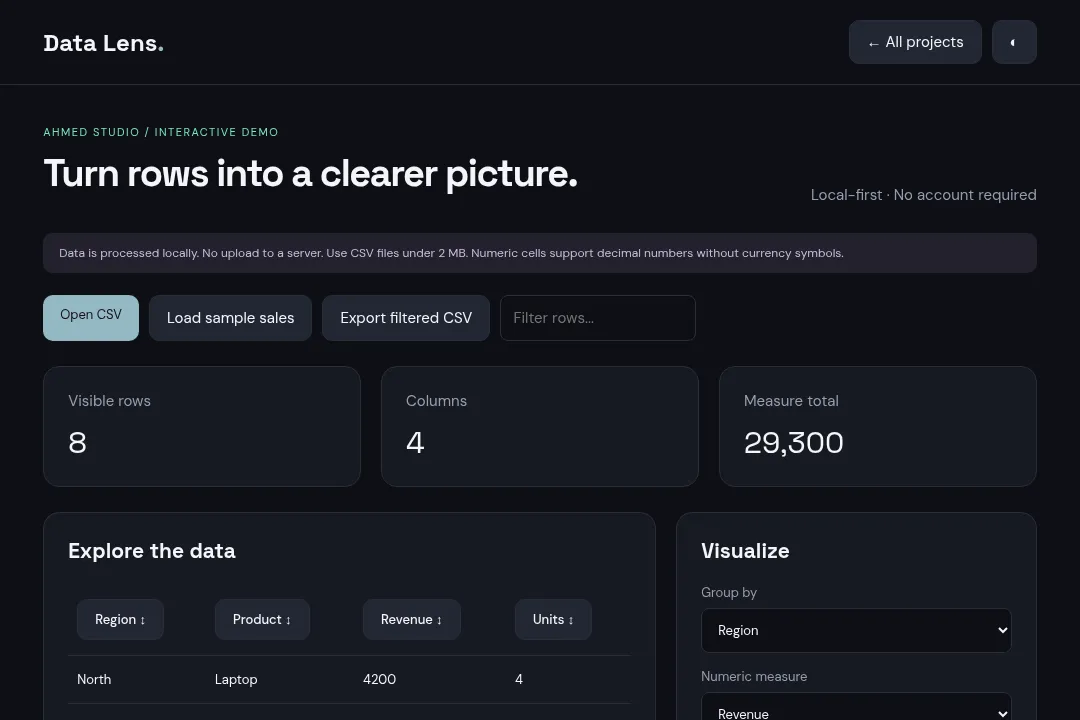 Data Lens.
← All projects
AHMED STUDIO / INTERACTIVE DEMO
Turn rows into a clearer picture.
Local-first · No account required
Data is processed locally. No upload to a server. Use CSV files under 2 MB. Numeric cells support decimal numbers without currency symbols.
Open CSV
Load sample sales
Export filtered CSV
Filter rows...
Visible rows
8
Columns
4
Measure total
29,300
Explore the data
Region ↕ Product ↕ Revenue ↕ Units ↕
North Laptop 4200 4
Visualize
Group by
Region
Numeric measure
Revenue